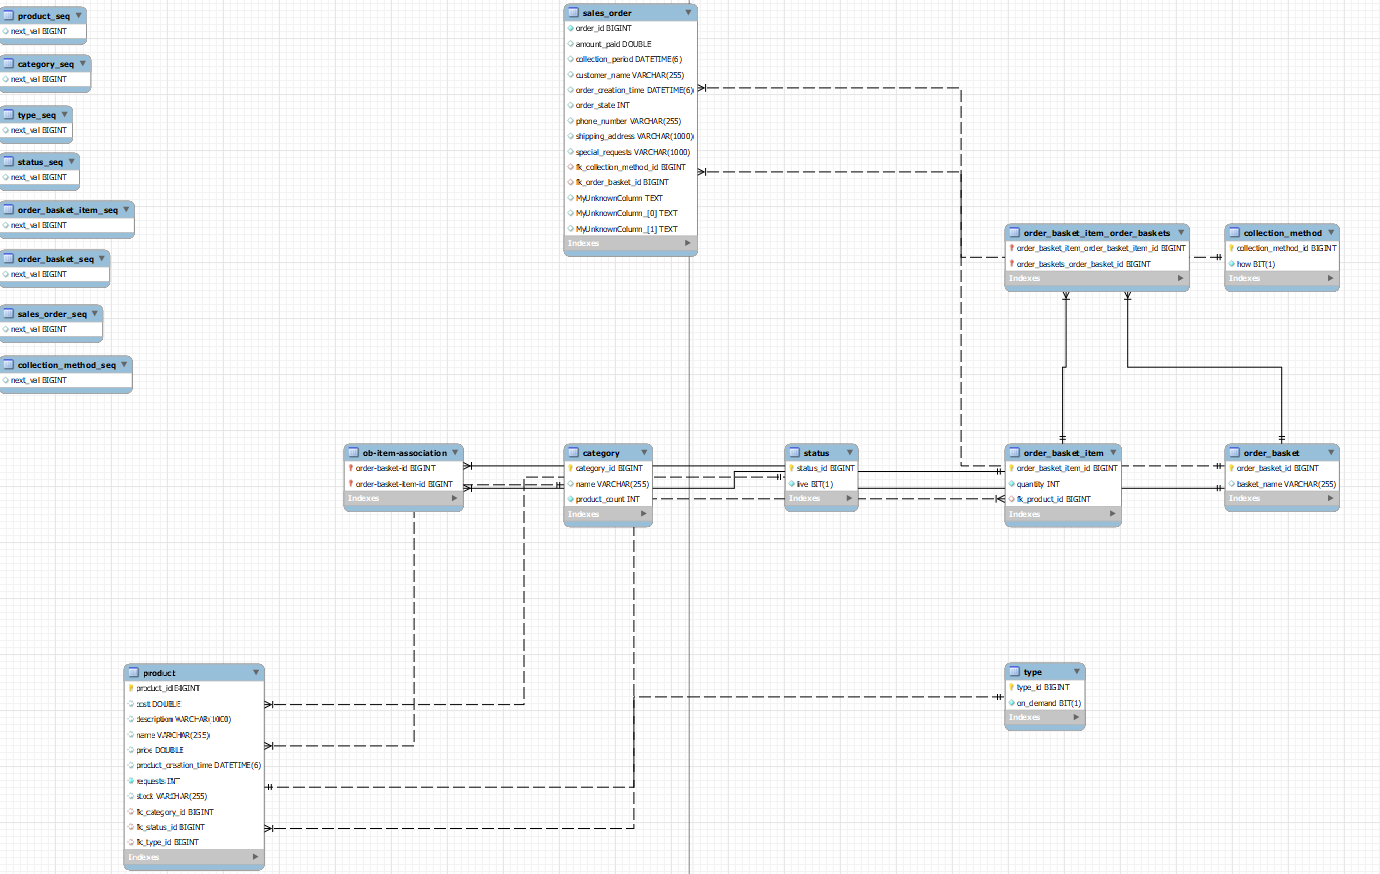 product_seq
next_val BIGINT
category_seq
next_val BIGINT
type_seq
next_val BIGINT
status_seq
next_val BIGINT
order_basket_item_seq
next_val BIGINT
order_basket_seq
next_val BIGINT
sales_order_seq
next_val BIGINT
collection_method_seq
next_val BIGINT
sales_order
order_id BIGINT
amount_paid DOUBLE
collection_period DATETIME(6)
customer_name VARCHAR(255)
order_creation_time DATETIME(6)
order_state INT
phone_number VARCHAR(255)
shipping_address VARCHAR(1000)
special_requests VARCHAR(1000)
fk_collection_method_id BIGINT
fk_order_basket_id BIGINT
MyUnknownColumn TEXT
MyUnknownColumn_[0] TEXT
MyUnknownColumn_[1] TEXT
Indexes
order_basket_item_order_baskets
order_basket_item_order_basket_item_id BIGINT
order_baskets_order_basket_id BIGINT
Indexes
collection_method
collection_method_id BIGINT
how BIT(1)
Indexes
ob-item-association
order-basket-id BIGINT
order-basket-item-id BIGINT
Indexes
category
category_id BIGINT
name VARCHAR(255)
product_count INT
Indexes
status
status_id BIGINT
live BIT(1)
Indexes
order_basket_item
order_basket_item_id BIGINT
quantity INT
fk_product_id BIGINT
Indexes
order_basket
order_basket_id BIGINT
basket_name VARCHAR(255)
Indexes
product
product_id BIGINT
cost DOUBLE
description VARCHAR(1000)
name VARCHAR(255)
price DOUBLE
product_creation_time DATETIME(6)
requests INT
stock VARCHAR(255)
fk_category_id BIGINT
fk_status_id BIGINT
fk_type_id BIGINT
Indexes
type
type_id BIGINT
on_demand BIT(1)
Indexes